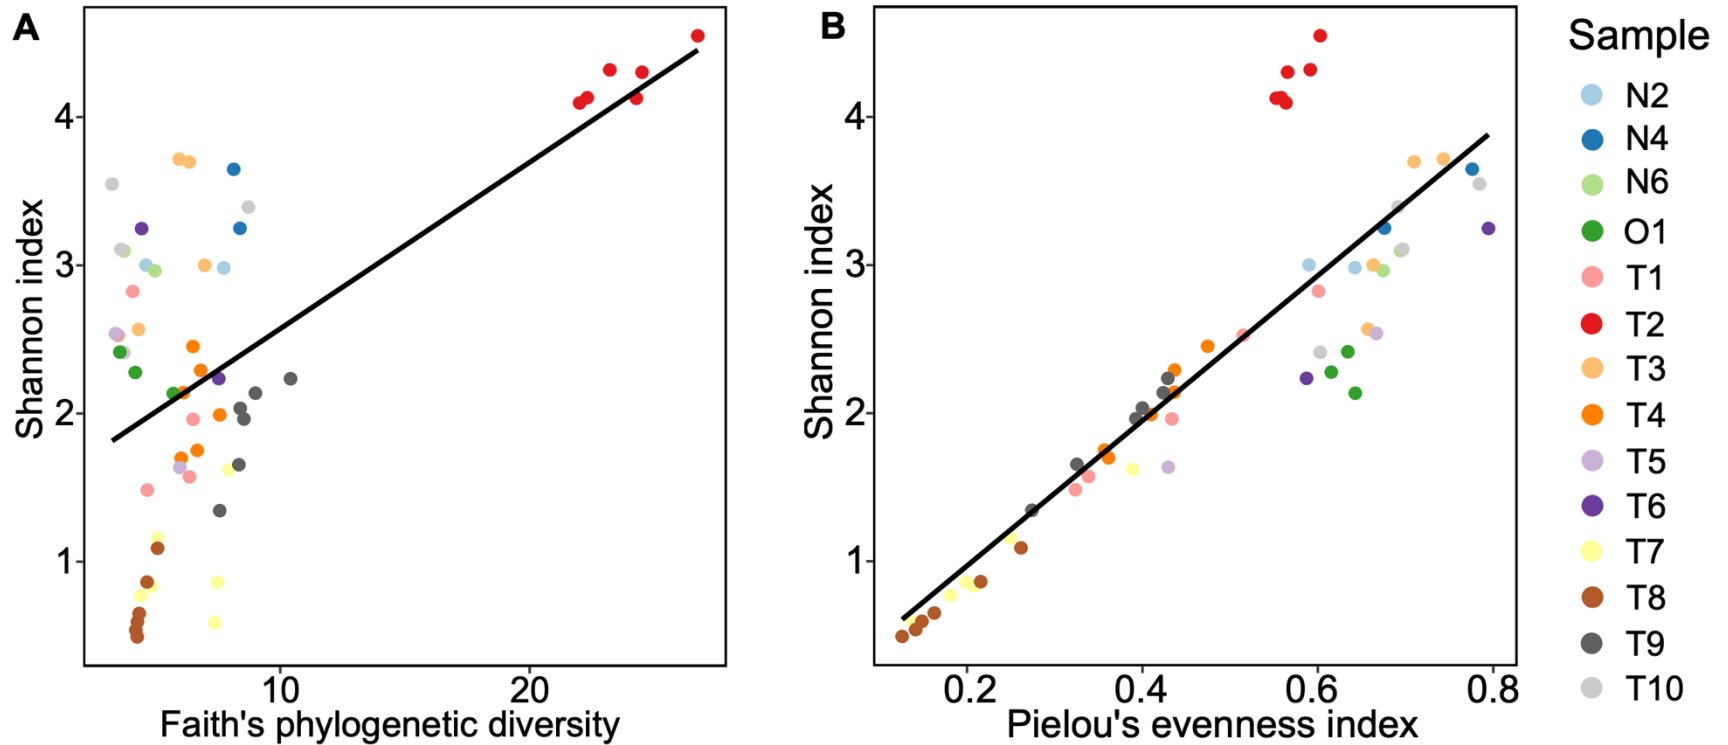 A
Shannon index
4
3
2
1
10
20
Faith's phylogenetic diversity
B
Shannon index
4
3
2
1
0.2
0.4
0.6
0.8
Pielou's evenness index
Sample
N2
N4
N6
O1
T1
T2
T3
T4
T5
T6
T7
T8
T9
T10